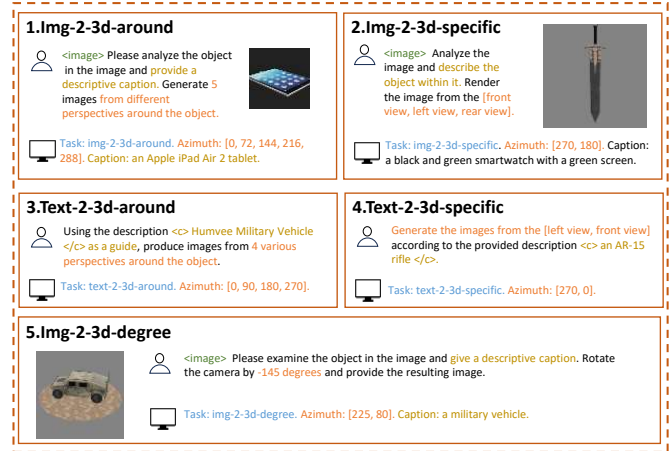 1.Img-2-3d-around
<image> Please analyze the object
in the image and provide a
descriptive caption. Generate 5
images from different
perspectives around the object.
Task: img-2-3d-around. Azimuth: [0, 72, 144, 216,
288]. Caption: an Apple iPad Air 2 tablet.
2.Img-2-3d-specific
<image> Analyze the
image and describe the
object within it. Render
the image from the [front
view, left view, rear view].
Task: img-2-3d-specific. Azimuth: [270, 180]. Caption:
a black and green smartwatch with a green screen.
3.Text-2-3d-around
Using the description <c> Humvee Military Vehicle
</c> as a guide, produce images from 4 various
perspectives around the object.
Task: text-2-3d-around. Azimuth: [0, 90, 180, 270].
4.Text-2-3d-specific
Generate the images from the [left view, front view]
according to the provided description <c> an AR-15
rifle </c>.
Task: text-2-3d-specific. Azimuth: [270, 0].
5.Img-2-3d-degree
<image> Please examine the object in the image and give a descriptive caption. Rotate
the camera by -145 degrees and provide the resulting image.
Task: img-2-3d-degree. Azimuth: [225, 80]. Caption: a military vehicle.